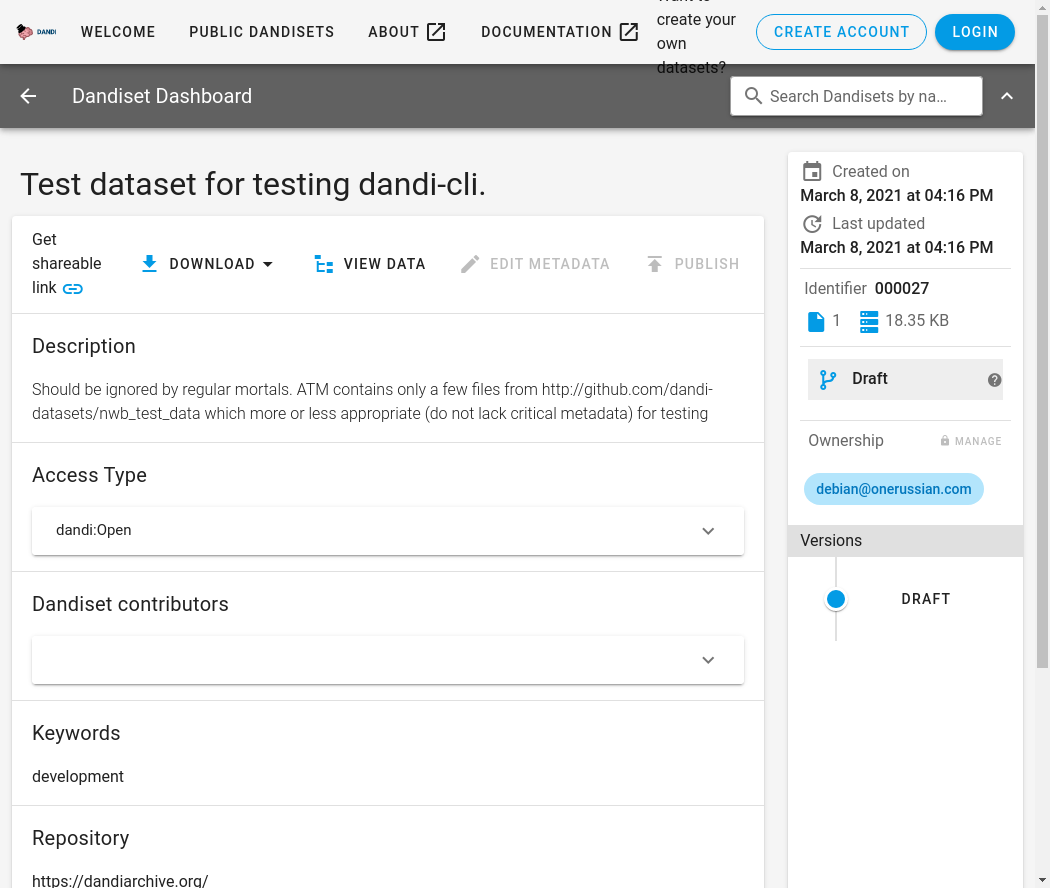 DANDI
WELCOME
PUBLIC DANDISETS
ABOUT
DOCUMENTATION
create your
own
datasets?
CREATE ACCOUNT
LOGIN
Dandiset Dashboard
Search Dandisets by na...
Test dataset for testing dandi-cli.
Get
shareable
link
DOWNLOAD
VIEW DATA
EDIT METADATA
PUBLISH
Description
Should be ignored by regular mortals. ATM contains only a few files from http://github.com/dandi-
datasets/nwb_test_data which more or less appropriate (do not lack critical metadata) for testing
Access Type
dandi:Open
Dandiset contributors
Keywords
development
Repository
https://dandiarchive.org/
Created on
March 8, 2021 at 04:16 PM
Last updated
March 8, 2021 at 04:16 PM
Identifier 000027
1
18.35 KB
Draft
Ownership
MANAGE
debian@onerussian.com
Versions
DRAFT